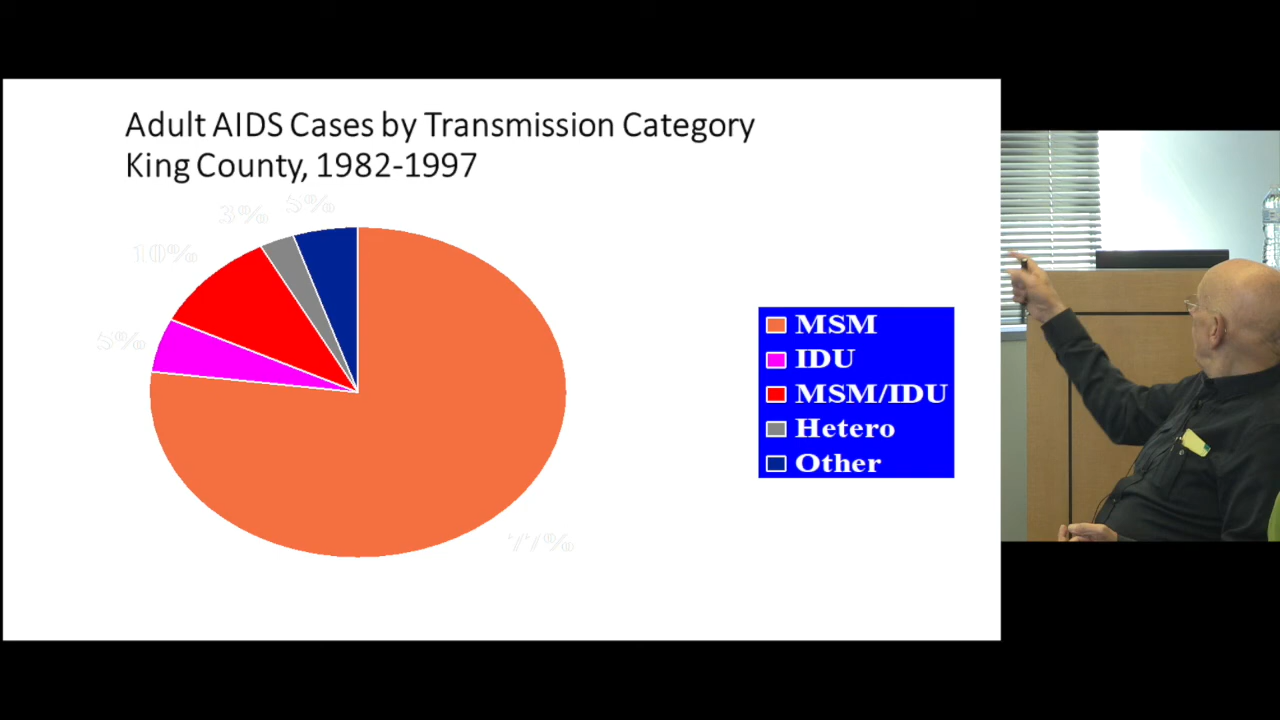 Adult AIDS Cases by Transmission Category
King County, 1982-1997
3%
5%
10%
5%
77%
MSM
IDU
MSM/IDU
Hetero
Other